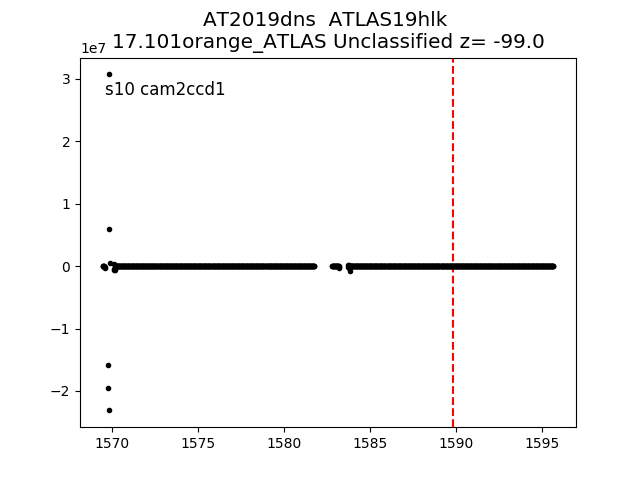 AT2019dns  ATLAS19hlk
17.101orange_ATLAS Unclassified z= -99.0
1e7
s10 cam2ccd1
3
2
1
0
−1
−2
1570 1575 1580 1585 1590 1595